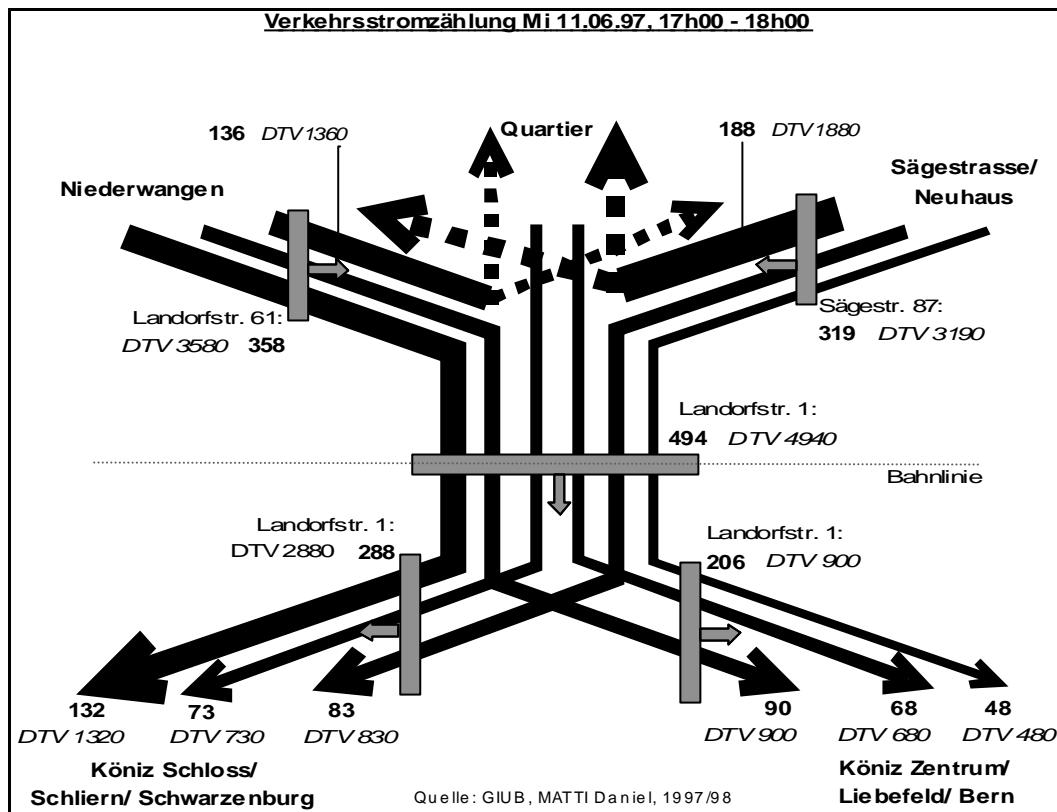 Verkehrsstromzählung Mi 11.06.97, 17h00 - 18h00
136 DTV 1360
Quartier
188 DTV 1880
Niederwangen
Sägestrasse/
Neuhaus
Landorfstr. 61:
DTV 3580 358
Sägestr. 87:
319 DTV 3190
Landorfstr. 1:
494 DTV 4940
Bahnlinie
Landorfstr. 1:
DTV 2880 288
Landorfstr. 1:
206 DTV 900
132
DTV 1320
73
DTV 730
83
DTV 830
90
DTV 900
68
DTV 680
48
DTV 480
Köniz Schloss/
Schliern/ Schwarzenburg
Quelle: GIUB, MATTI Daniel, 1997/98
Köniz Zentrum/
Liebefeld/ Bern